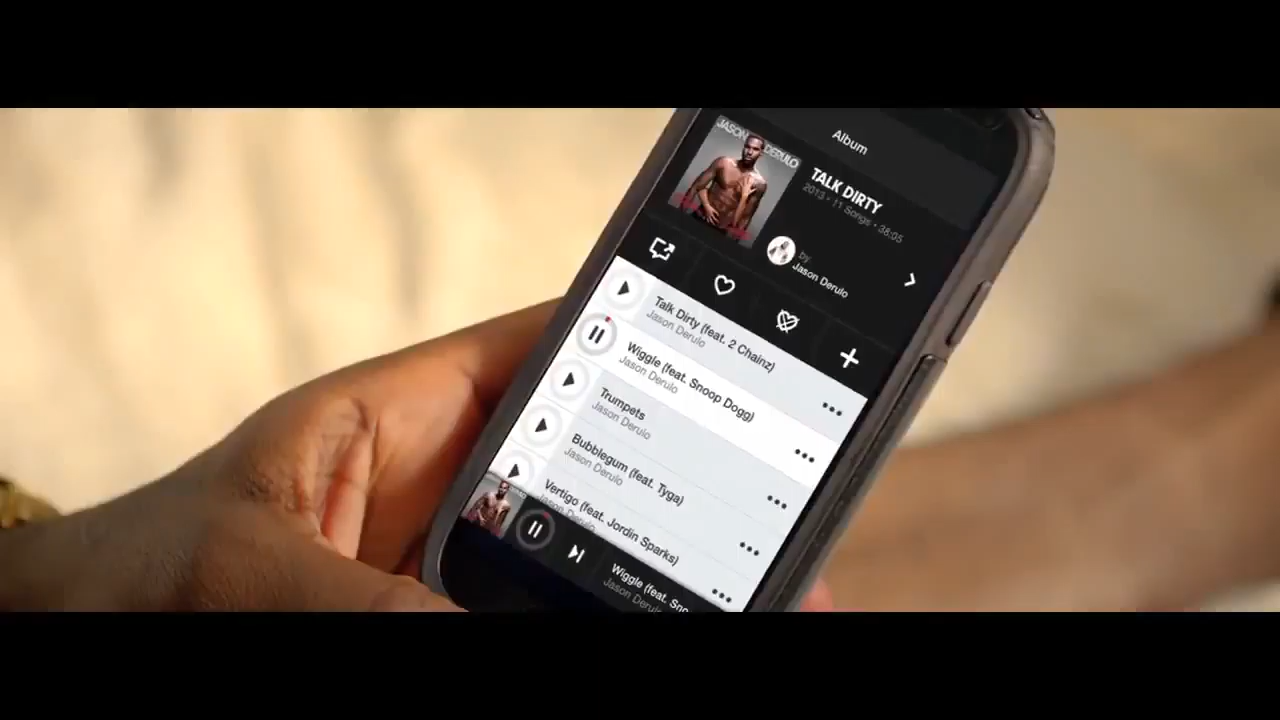 Album
JASON DERULO
TALK DIRTY
2013 • 11 Songs • 38:05
by
Jason Derulo
Talk Dirty (feat. 2 Chainz)
Jason Derulo
Wiggle (feat. Snoop Dogg)
Jason Derulo
Trumpets
Jason Derulo
Bubblegum (feat. Tyga)
Jason Derulo
Vertigo (feat. Jordin Sparks)
Jason Derulo
Wiggle (feat. Sno
Jason Derulo